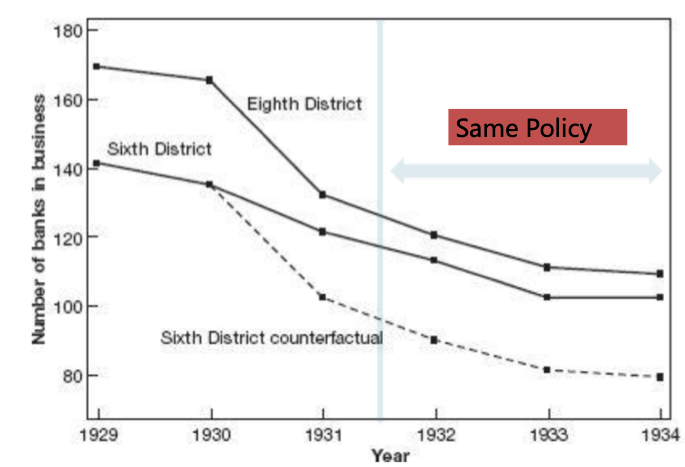 180
160
140
120
100
80
Number of banks in business
Eighth District
Sixth District
Same Policy
Sixth District counterfactual
1929 1930 1931 1932 1933 1934
Year